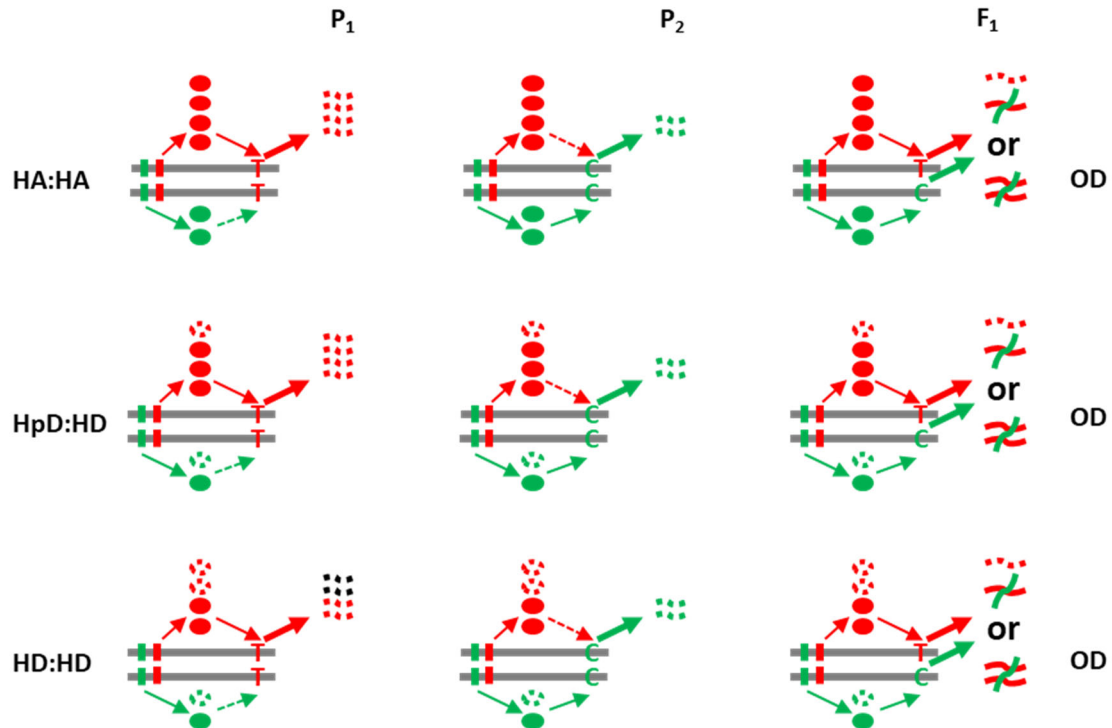 P₁ P₂ F₁
T C T
or
HA:HA OD
T C C
T C T
or
HpD:HD OD
T C C
T C T
or
HD:HD OD
T C C